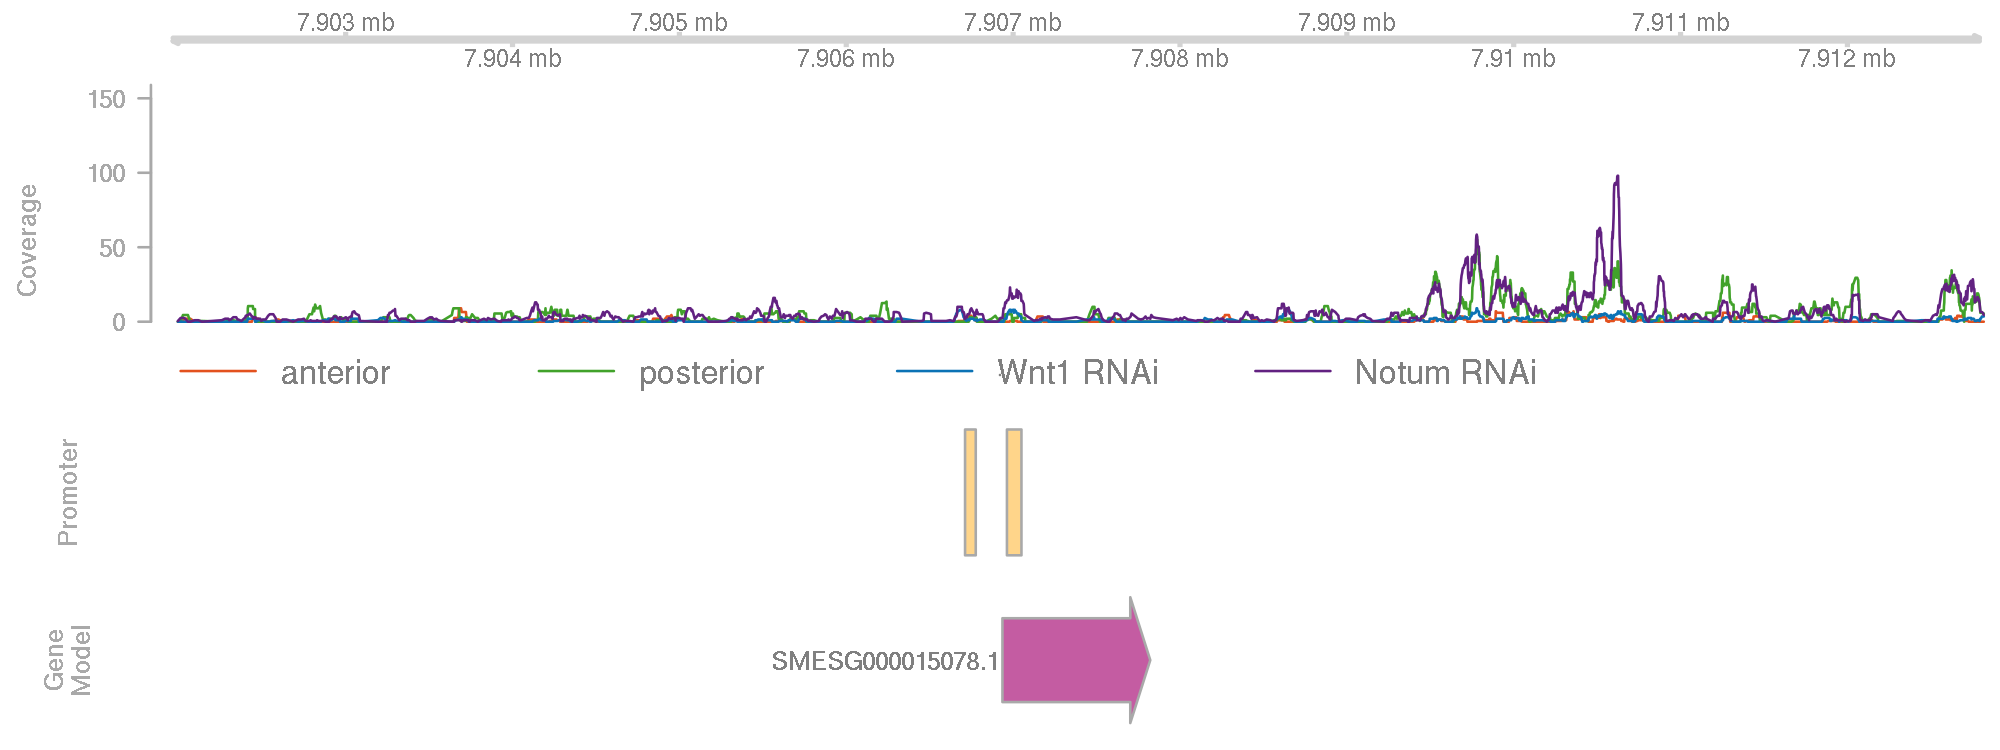 7.903 mb 7.905 mb 7.907 mb 7.909 mb 7.911 mb
7.904 mb 7.906 mb 7.908 mb 7.91 mb 7.912 mb
150
100
50
0
Coverage
anterior posterior Wnt1 RNAi Notum RNAi
Promoter
Gene
Model
SMESG000015078.1